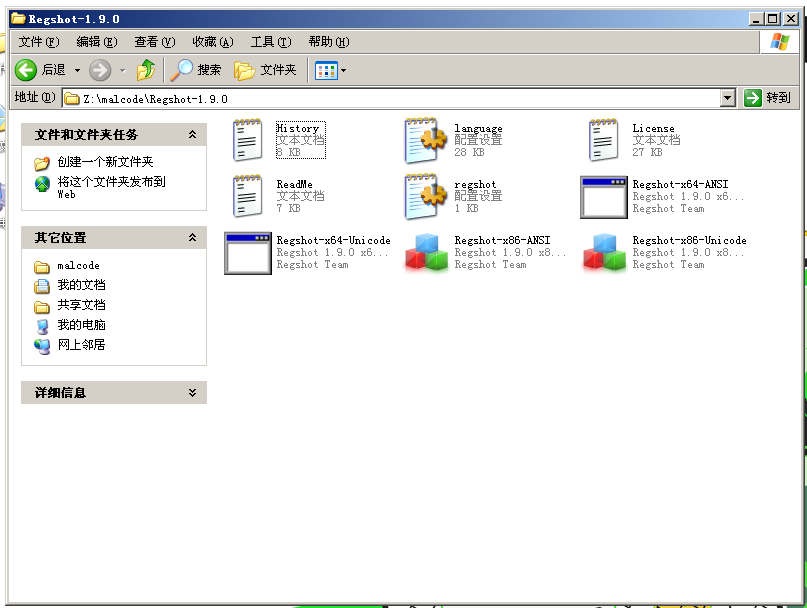 Regshot-1.9.0
文件(F) 编辑(E) 查看(V) 收藏(A) 工具(T) 帮助(H)
后退 搜索 文件夹
地址(D) Z:\malcode\Regshot-1.9.0 转到
文件和文件夹任务
创建一个新文件夹
将这个文件夹发布到
Web
其它位置
malcode
我的文档
共享文档
我的电脑
网上邻居
详细信息
History
文本文档
8 KB
language
配置设置
28 KB
License
文本文档
27 KB
ReadMe
文本文档
7 KB
regshot
配置设置
1 KB
Regshot-x64-ANSI
Regshot 1.9.0 x6...
Regshot Team
Regshot-x64-Unicode
Regshot 1.9.0 x6...
Regshot Team
Regshot-x86-ANSI
Regshot 1.9.0 x8...
Regshot Team
Regshot-x86-Unicode
Regshot 1.9.0 x8...
Regshot Team